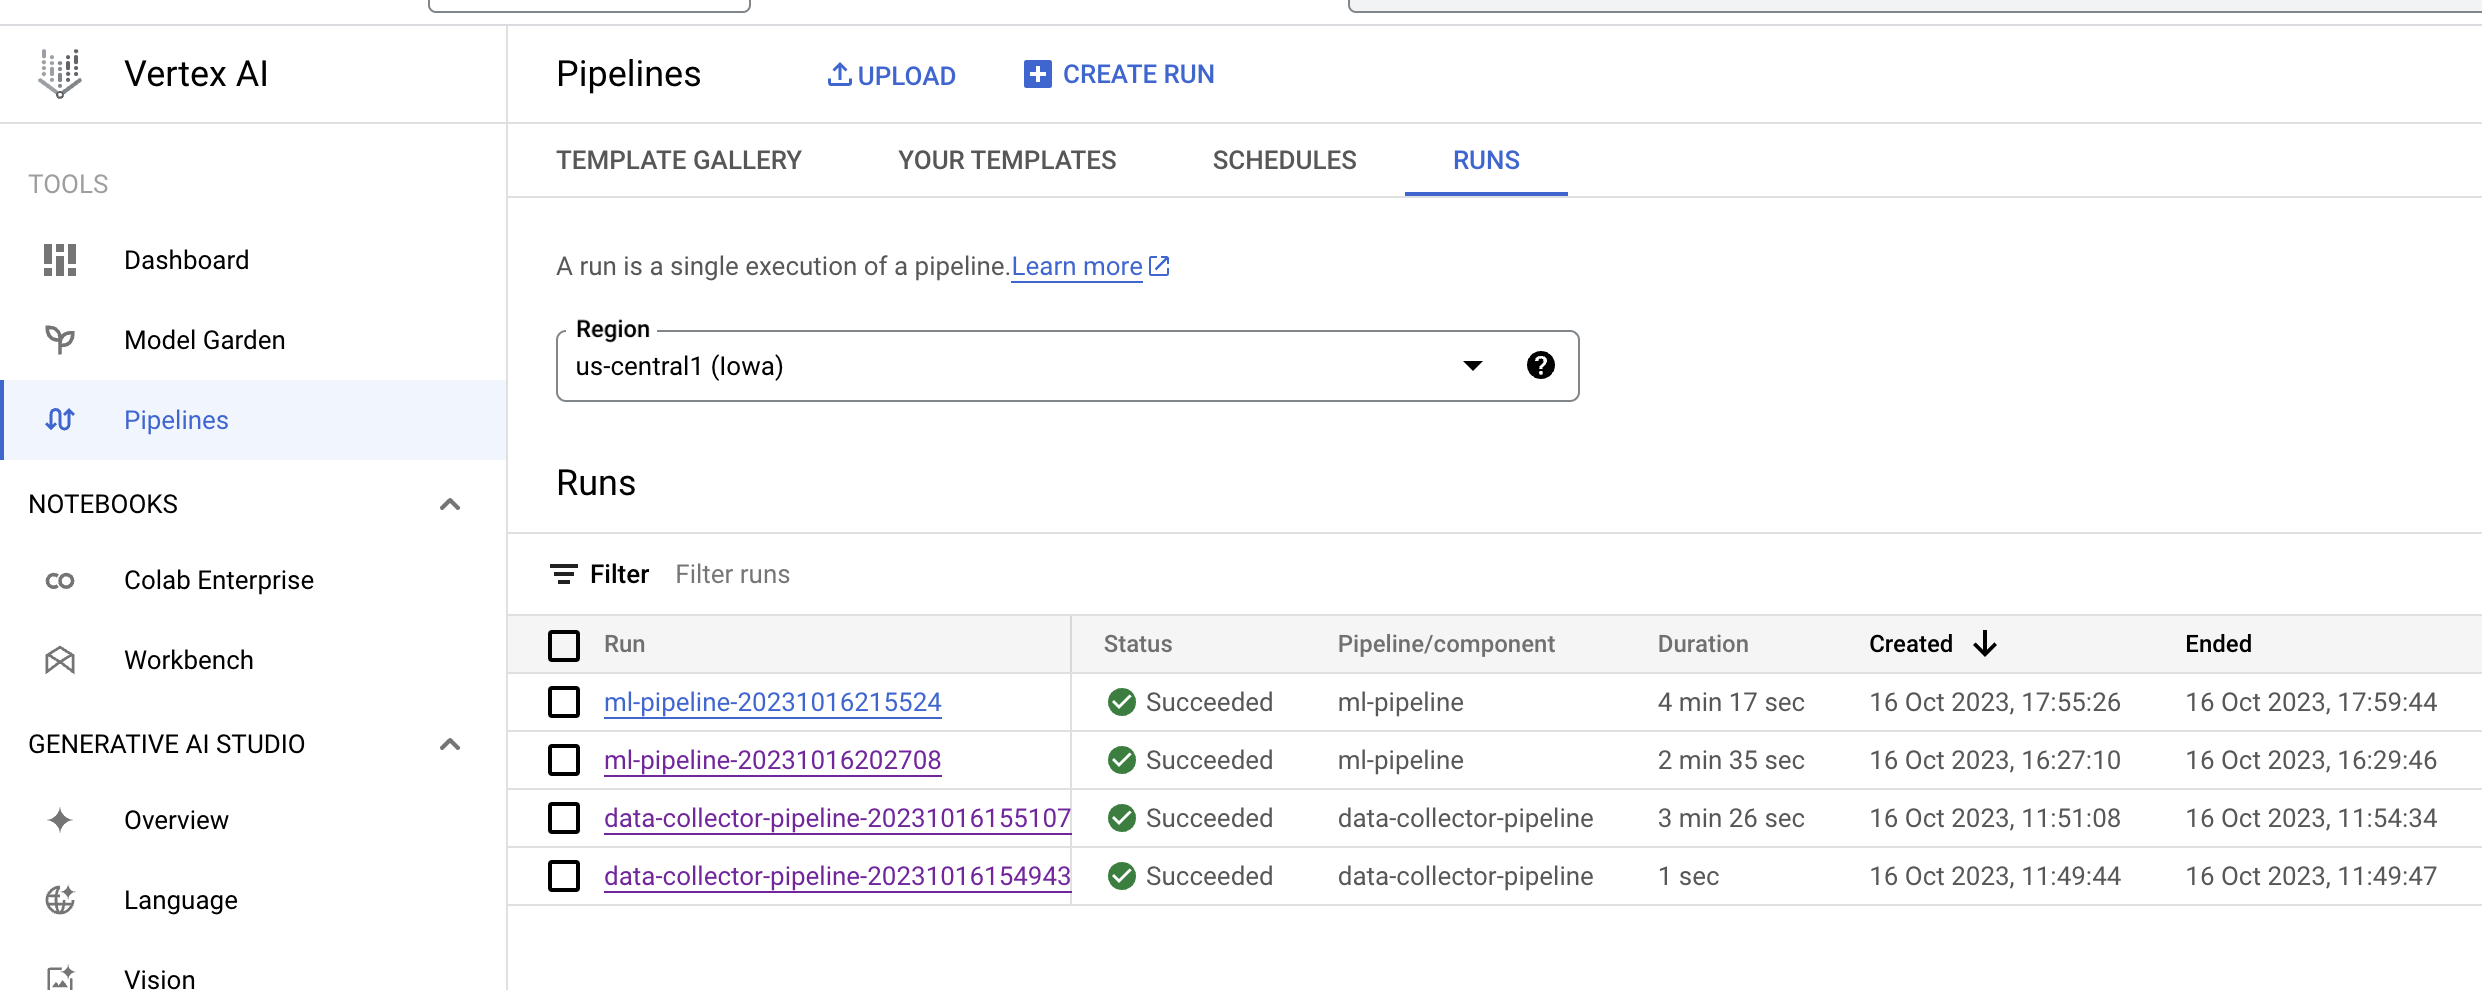 Vertex AI
TOOLS
Dashboard
Model Garden
Pipelines
NOTEBOOKS
Colab Enterprise
Workbench
GENERATIVE AI STUDIO
Overview
Language
Vision
Pipelines UPLOAD CREATE RUN
TEMPLATE GALLERY YOUR TEMPLATES SCHEDULES RUNS
A run is a single execution of a pipeline.Learn more
Region
us-central1 (Iowa)
Runs
Filter Filter runs
Run Status Pipeline/component Duration Created Ended
ml-pipeline-20231016215524 Succeeded ml-pipeline 4 min 17 sec 16 Oct 2023, 17:55:26 16 Oct 2023, 17:59:44
ml-pipeline-20231016202708 Succeeded ml-pipeline 2 min 35 sec 16 Oct 2023, 16:27:10 16 Oct 2023, 16:29:46
data-collector-pipeline-20231016155107 Succeeded data-collector-pipeline 3 min 26 sec 16 Oct 2023, 11:51:08 16 Oct 2023, 11:54:34
data-collector-pipeline-20231016154943 Succeeded data-collector-pipeline 1 sec 16 Oct 2023, 11:49:44 16 Oct 2023, 11:49:47